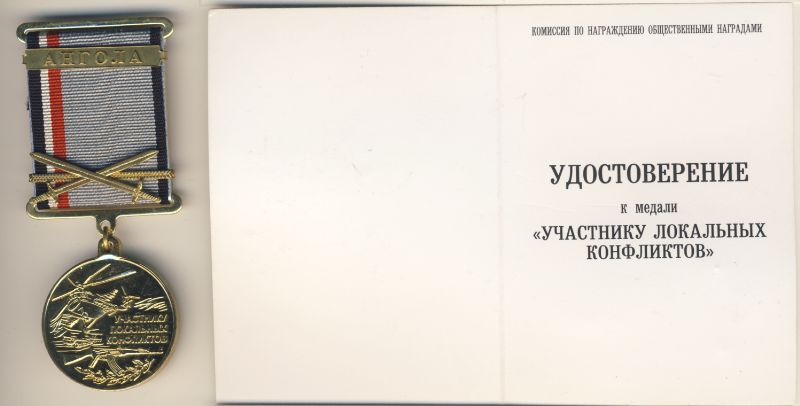 АНГОЛА
УЧАСТНИКУ
ЛОКАЛЬНЫХ
КОНФЛИКТОВ
КОМИССИЯ ПО НАГРАЖДЕНИЮ ОБЩЕСТВЕННЫМИ НАГРАДАМИ
УДОСТОВЕРЕНИЕ
к медали
«УЧАСТНИКУ ЛОКАЛЬНЫХ
КОНФЛИКТОВ»